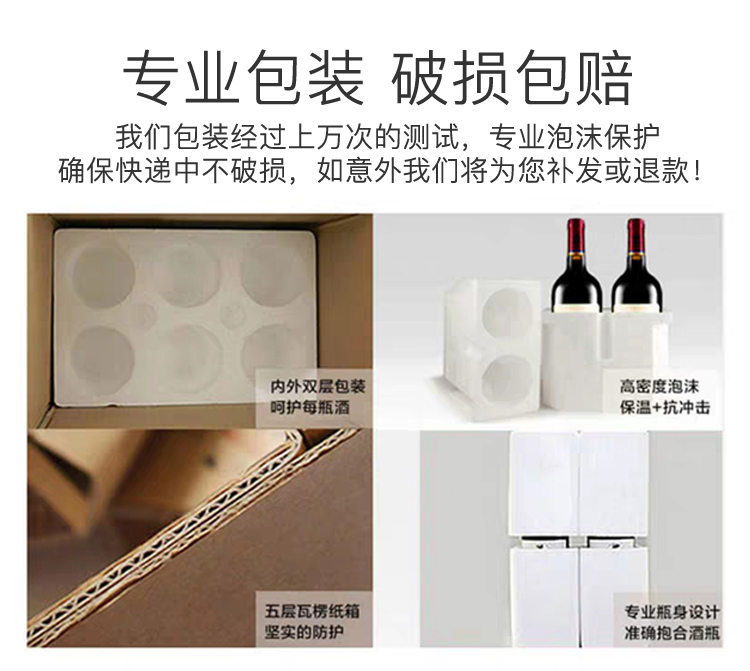 专业包装 破损包赔
我们包装经过上万次的测试，专业泡沫保护
确保快递中不破损，如意外我们将为您补发或退款！
内外双层包装
呵护每瓶酒
高密度泡沫
保温+抗冲击
五层瓦楞纸箱
坚实的防护
专业瓶身设计
准确抱合酒瓶